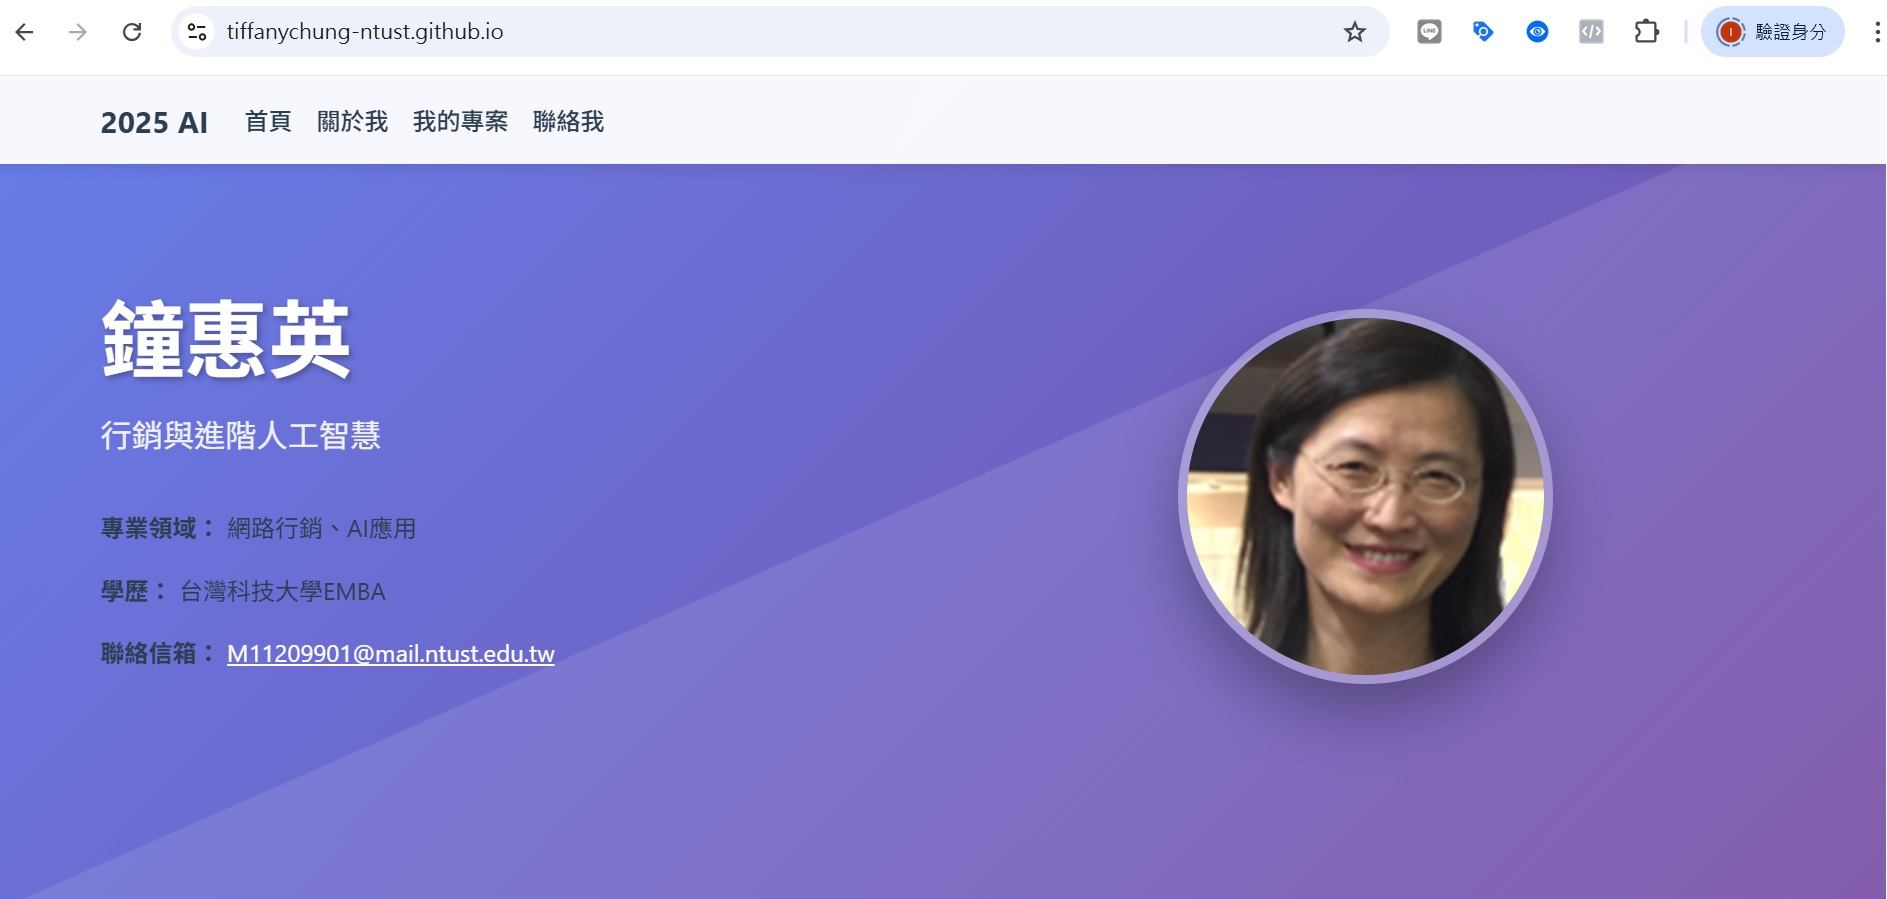 tiffanychung-ntust.github.io
驗證身分
2025 AI 首頁 關於我 我的專案 聯絡我
鐘惠英
行銷與進階人工智慧
專業領域： 網路行銷、AI應用
學歷： 台灣科技大學EMBA
聯絡信箱： M11209901@mail.ntust.edu.tw